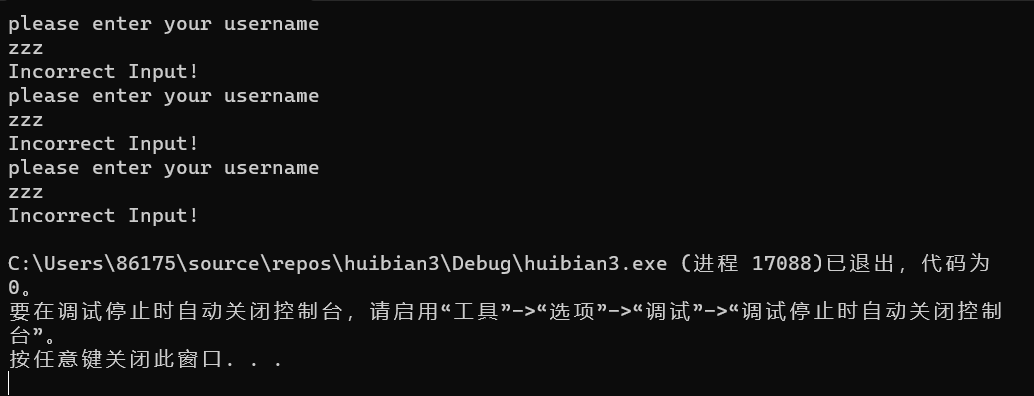 please enter your username
zzz
Incorrect Input!
please enter your username
zzz
Incorrect Input!
please enter your username
zzz
Incorrect Input!
C:\Users\86175\source\repos\huibian3\Debug\huibian3.exe (进程 17088)已退出，代码为
0。
要在调试停止时自动关闭控制台，请启用“工具”->“选项”->“调试”->“调试停止时自动关闭控制
台”。
按任意键关闭此窗口. . .